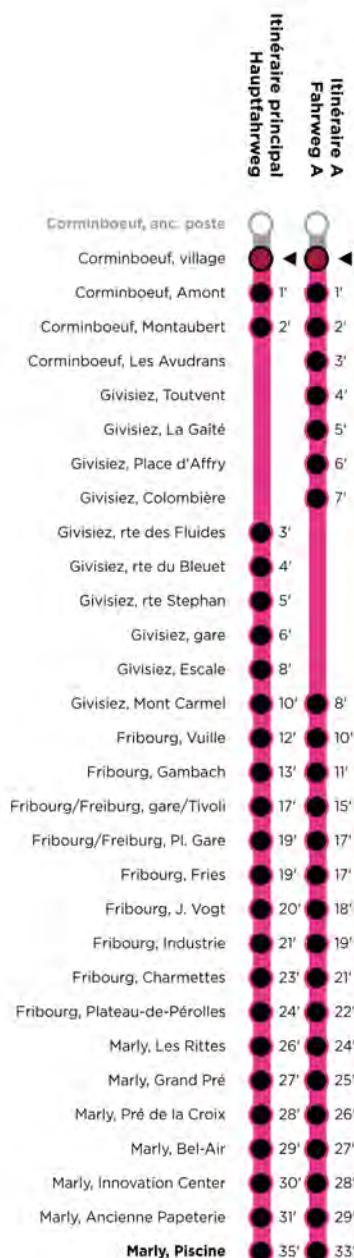 Itinéraire principal
Hauptfahrweg
Itinéraire A
Fahrweg A
Corminboeuf, anc. poste
Corminboeuf, village
Corminboeuf, Amont 1' 1'
Corminboeuf, Montaubert 2' 2'
Corminboeuf, Les Avudrans 3'
Givisiez, Toutvent 4'
Givisiez, La Gaîté 5'
Givisiez, Place d'Affry 6'
Givisiez, Colombière 7'
Givisiez, rte des Fluides 3'
Givisiez, rte du Bleuet 4'
Givisiez, rte Stephan 5'
Givisiez, gare 6'
Givisiez, Escale 8'
Givisiez, Mont Carmel 10' 8'
Fribourg, Vuille 12' 10'
Fribourg, Gambach 13' 11'
Fribourg/Freiburg, gare/Tivoli 17' 15'
Fribourg/Freiburg, Pl. Gare 19' 17'
Fribourg, Fries 19' 17'
Fribourg, J. Vogt 20' 18'
Fribourg, Industrie 21' 19'
Fribourg, Charmettes 23' 21'
Fribourg, Plateau-de-Pérolles 24' 22'
Marly, Les Rittes 26' 24'
Marly, Grand Pré 27' 25'
Marly, Pré de la Croix 28' 26'
Marly, Bel-Air 29' 27'
Marly, Innovation Center 30' 28'
Marly, Ancienne Papeterie 31' 29'
Marly, Piscine 35' 33'